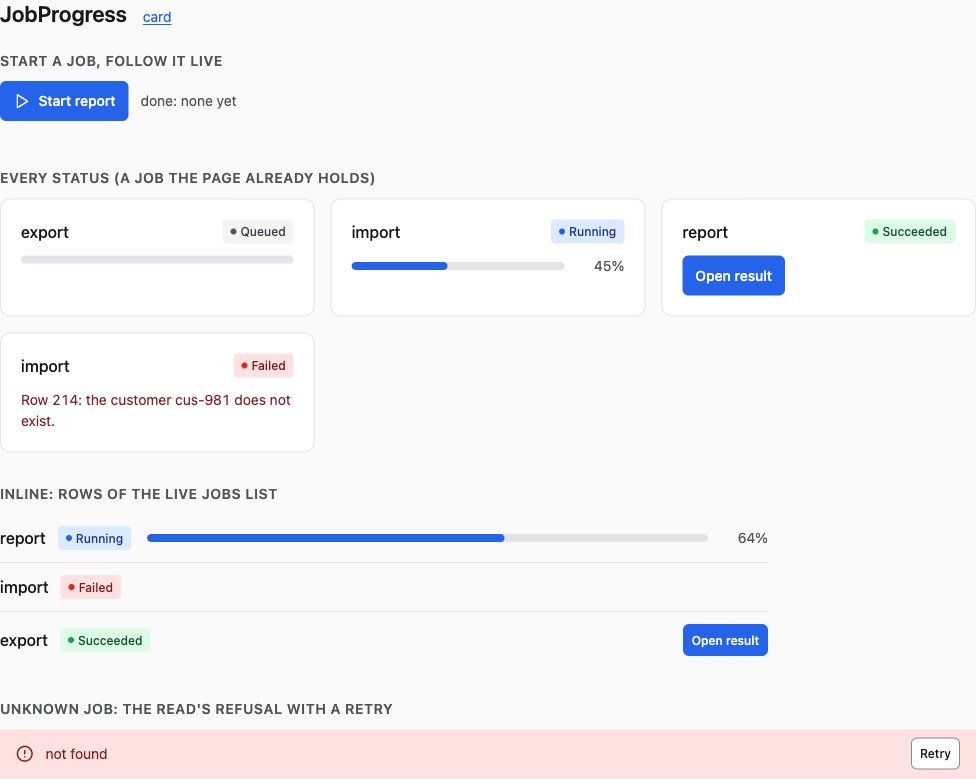 JobProgress card
START A JOB, FOLLOW IT LIVE
Start report done: none yet
EVERY STATUS (A JOB THE PAGE ALREADY HOLDS)
export Queued
import Running
45%
report Succeeded
Open result
import Failed
Row 214: the customer cus-981 does not
exist.
INLINE: ROWS OF THE LIVE JOBS LIST
report Running 64%
import Failed
export Succeeded Open result
UNKNOWN JOB: THE READ'S REFUSAL WITH A RETRY
not found Retry